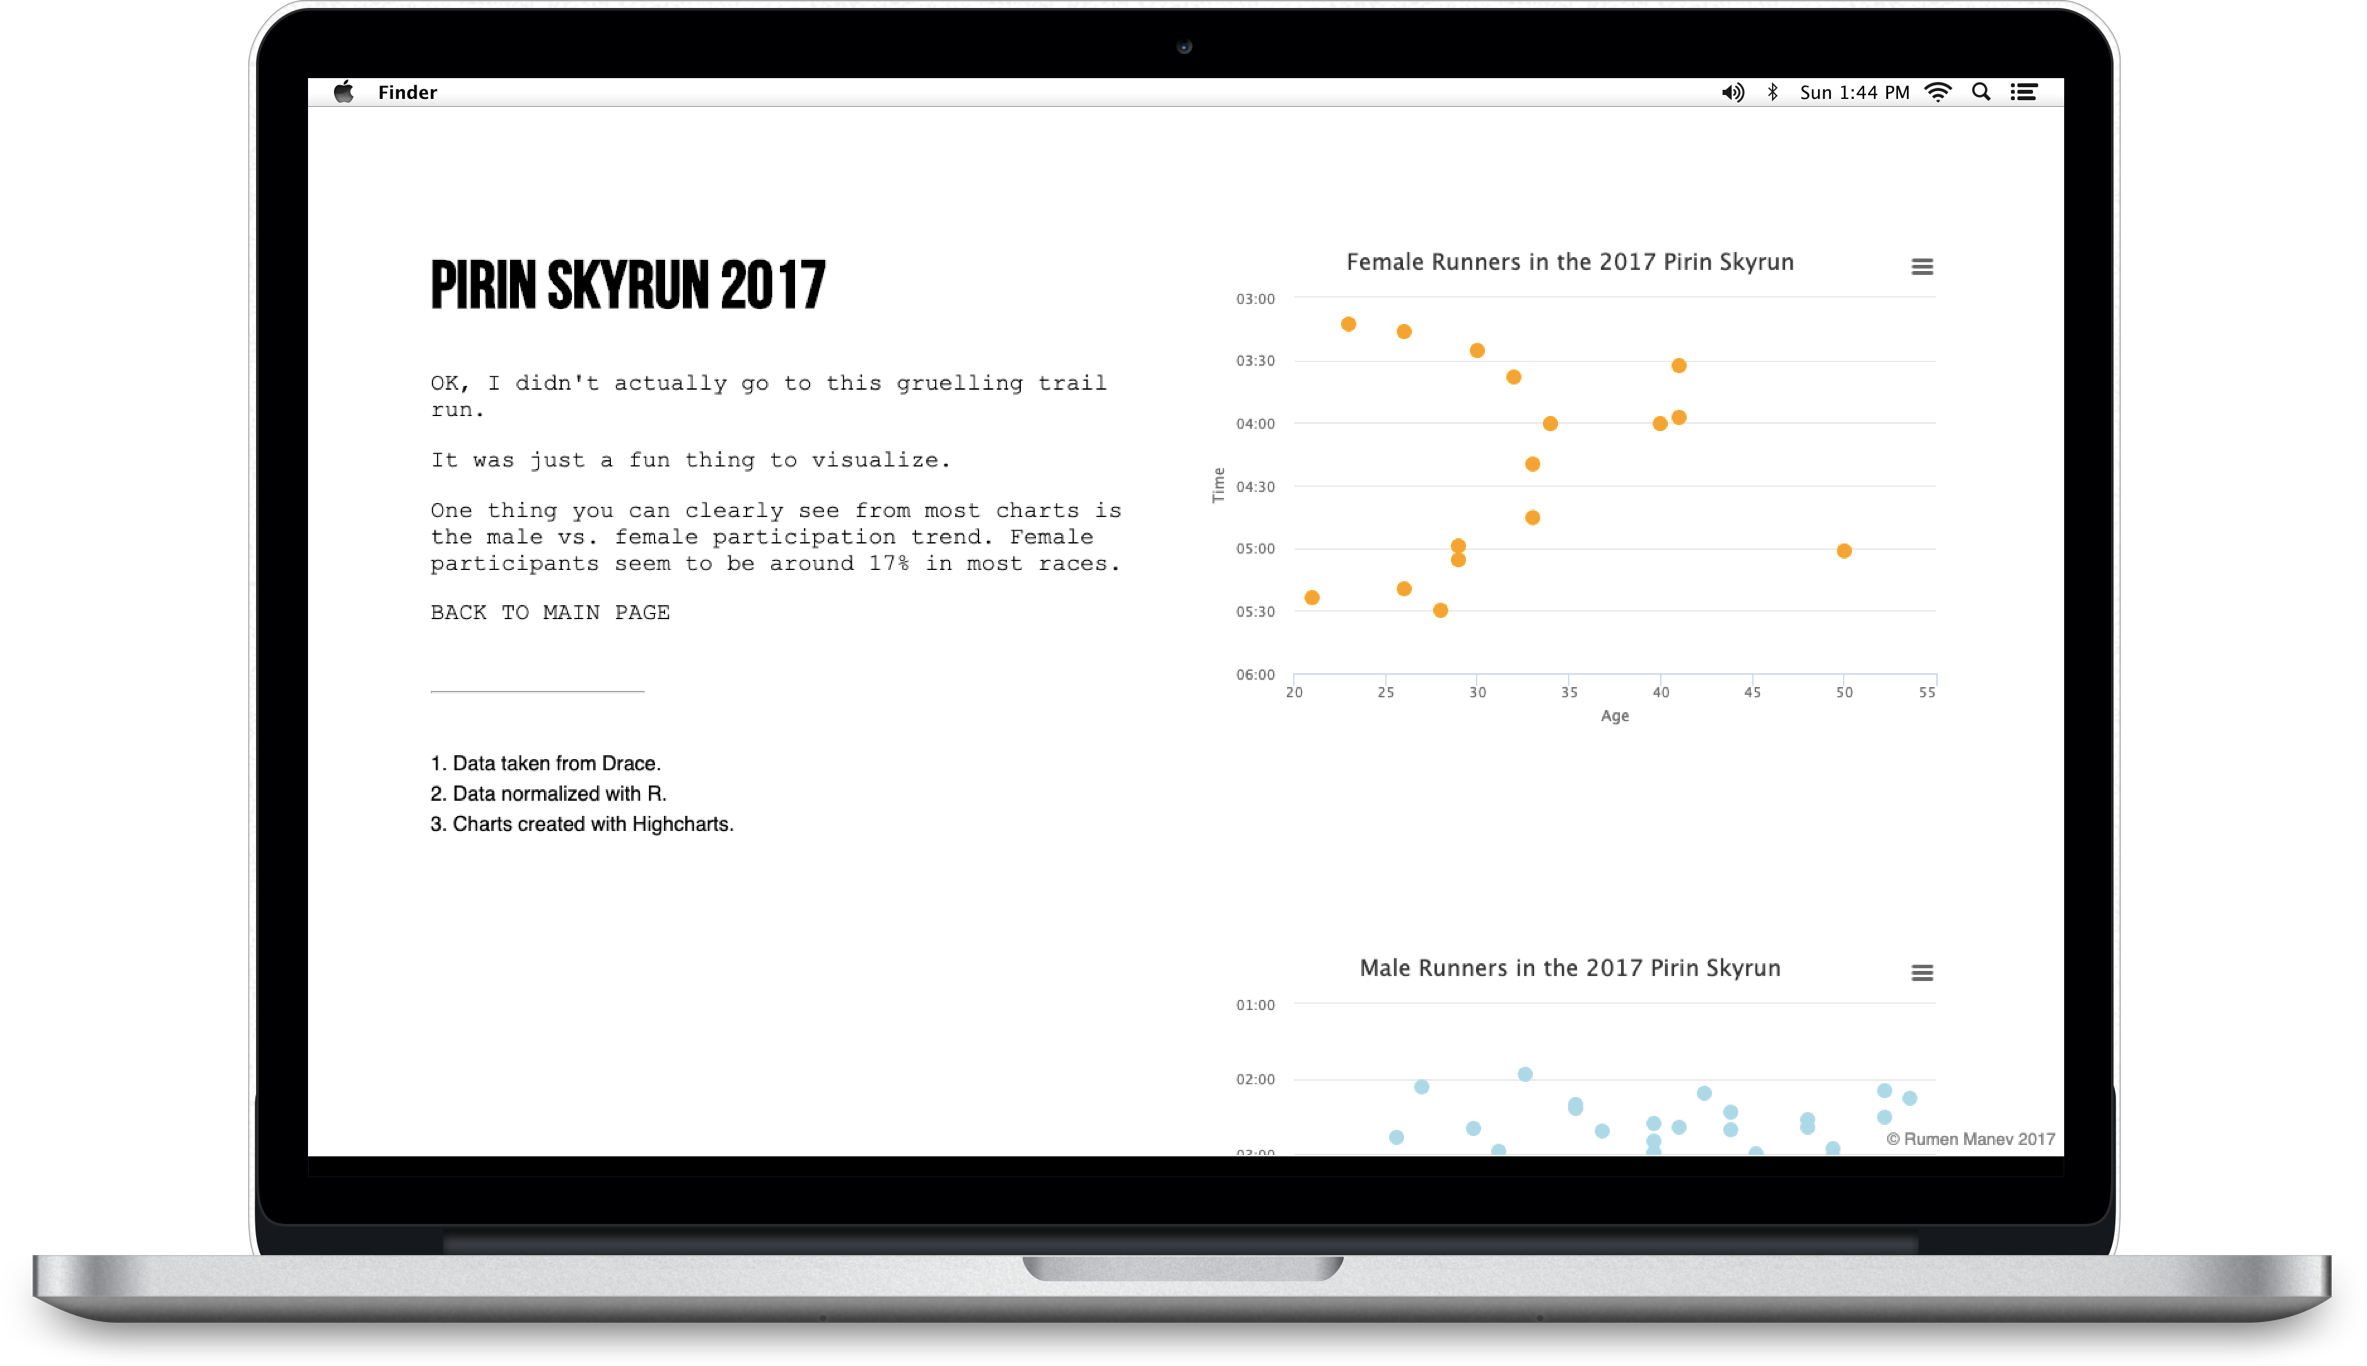 Finder
Sun 1:44 PM
PIRIN SKYRUN 2017
OK, I didn't actually go to this gruelling trail
run.
It was just a fun thing to visualize.
One thing you can clearly see from most charts is
the male vs. female participation trend. Female
participants seem to be around 17% in most races.
BACK TO MAIN PAGE
1. Data taken from Drace.
2. Data normalized with R.
3. Charts created with Highcharts.
Female Runners in the 2017 Pirin Skyrun
03:00
03:30
04:00
04:30
05:00
05:30
06:00
Time
20 25 30 35 40 45 50 55
Age
Male Runners in the 2017 Pirin Skyrun
01:00
02:00
03:00
© Rumen Manev 2017